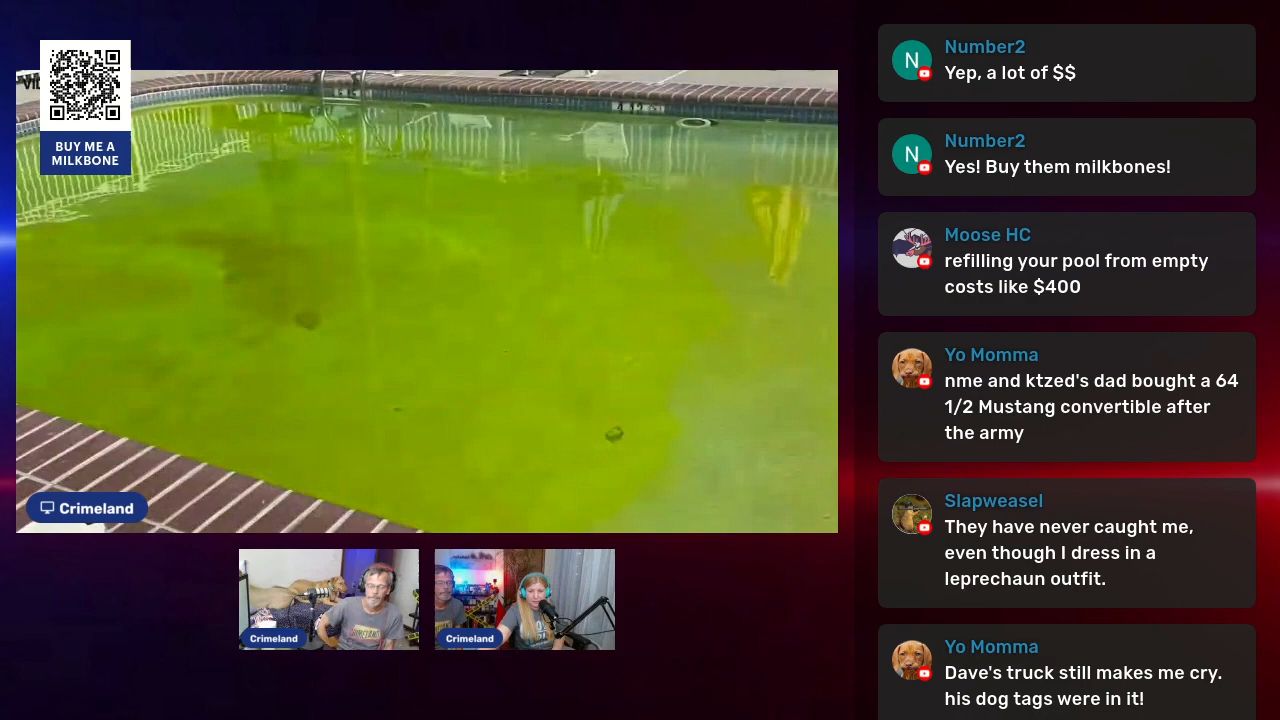 BUY ME A
MILKBONE
Crimeland
Crimeland
Crimeland
Number2
Yep, a lot of $$
Number2
Yes! Buy them milkbones!
Moose HC
refilling your pool from empty
costs like $400
Yo Momma
nme and ktzed's dad bought a 64
1/2 Mustang convertible after
the army
Slapweasel
They have never caught me,
even though I dress in a
leprechaun outfit.
Yo Momma
Dave's truck still makes me cry.
his dog tags were in it!